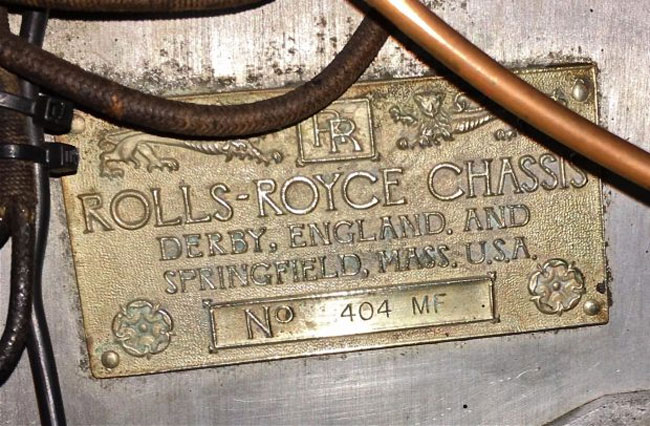 RR
ROLLS-ROYCE CHASSIS
DERBY, ENGLAND. AND
SPRINGFIELD, MASS. U.S.A.
No 404 MF